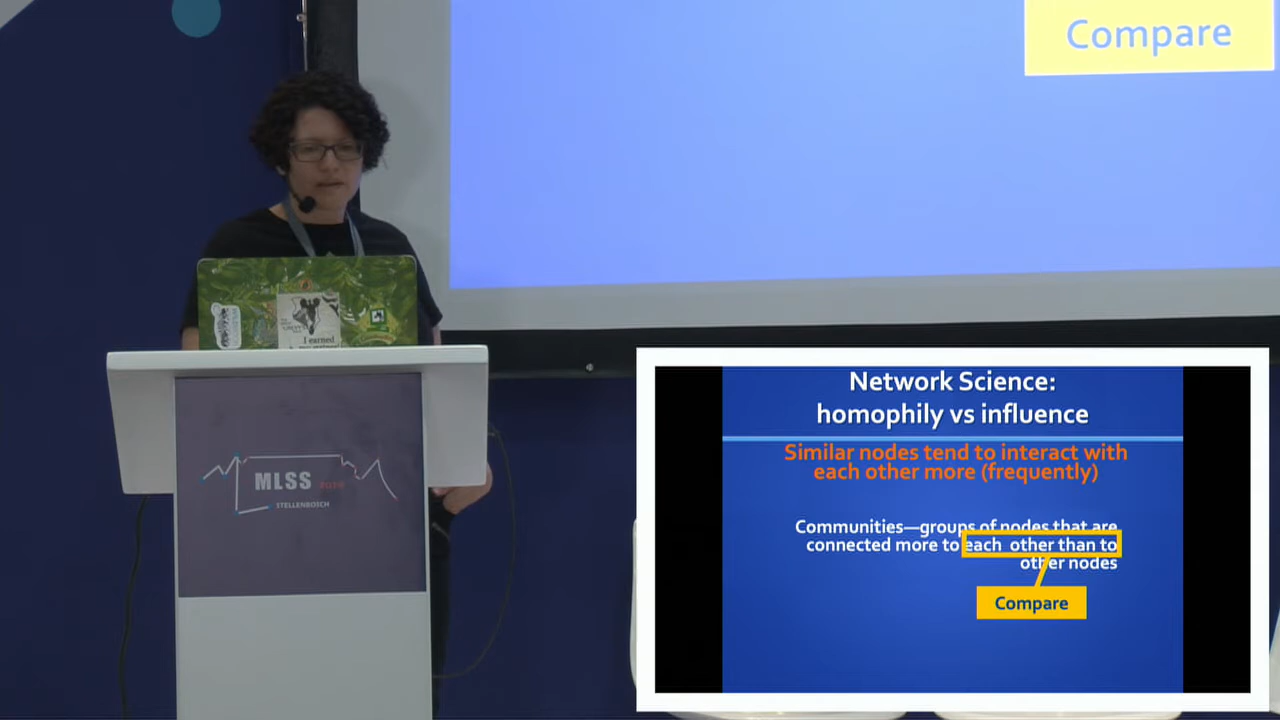 Compare
I earned
MLSS
STELLENBOSCH
Network Science:
homophily vs influence
Similar nodes tend to interact with
each other more (frequently)
Communities—groups of nodes that are
connected more to each other than to
other nodes
Compare